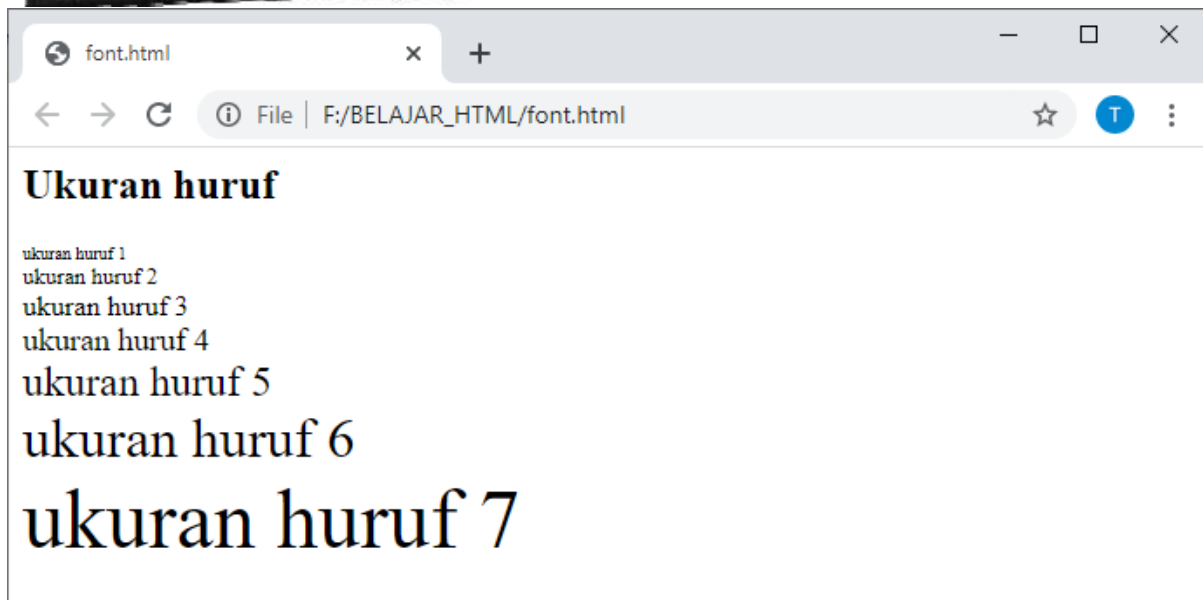 font.html
File F:/BELAJAR_HTML/font.html T
Ukuran huruf
ukuran huruf 1
ukuran huruf 2
ukuran huruf 3
ukuran huruf 4
ukuran huruf 5
ukuran huruf 6
ukuran huruf 7